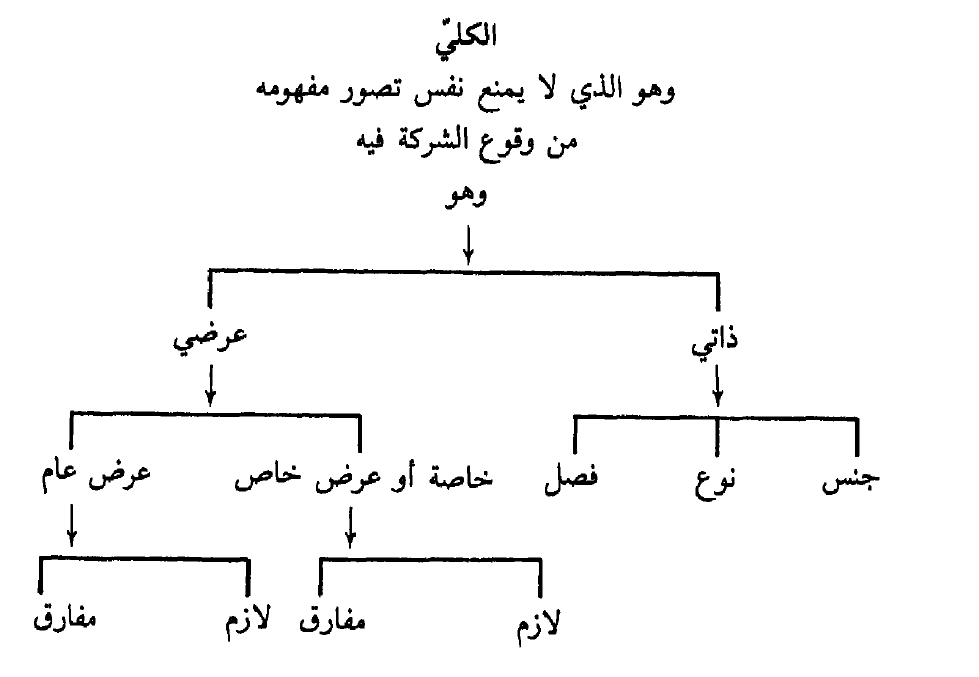 الكليّ
وهو الذي لا يمنع نفس تصور مفهومه
من وقوع الشركة فيه
وهو
ذاتي
عرضي
جنس
نوع
فصل
خاصة أو عرض خاص
عرض عام
لازم
مفارق
لازم
مفارق